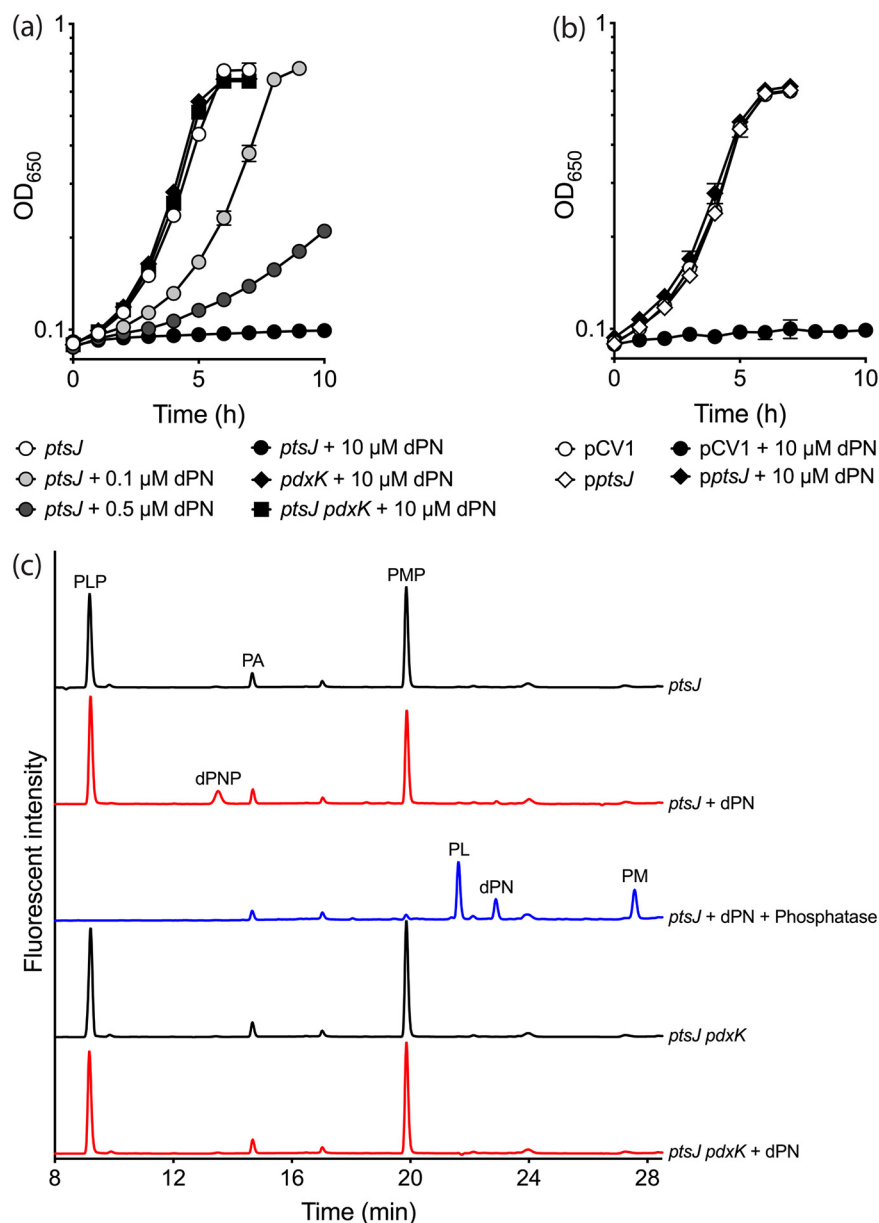 (a)
1
OD650
0.1
0 5 10
Time (h)
ptsJ
ptsJ + 0.1 µM dPN
ptsJ + 0.5 µM dPN
ptsJ + 10 µM dPN
pdxK + 10 µM dPN
ptsJ pdxK + 10 µM dPN
(b)
1
OD650
0.1
0 5 10
Time (h)
pCV1
pptsJ
pCV1 + 10 µM dPN
pptsJ + 10 µM dPN
(c)
Fluorescent intensity
PLP PA PMP
ptsJ
dPNP
ptsJ + dPN
PL dPN PM
ptsJ + dPN + Phosphatase
ptsJ pdxK
ptsJ pdxK + dPN
8 12 16 20 24 28
Time (min)